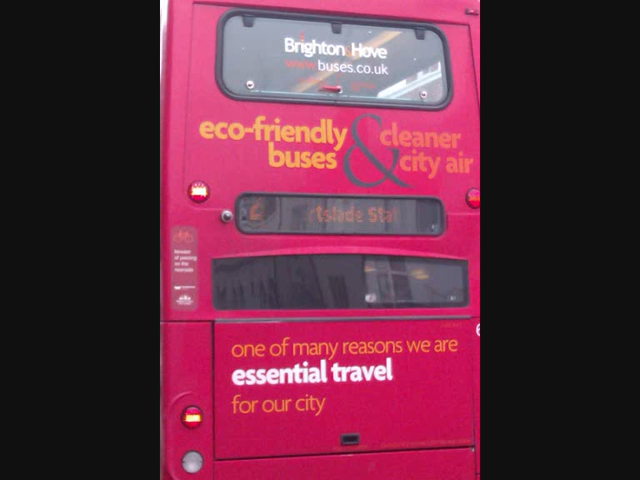 Brighton & Hove
www.buses.co.uk
eco-friendly
buses
&
cleaner
city air
2
one of many reasons we are
essential travel
for our city